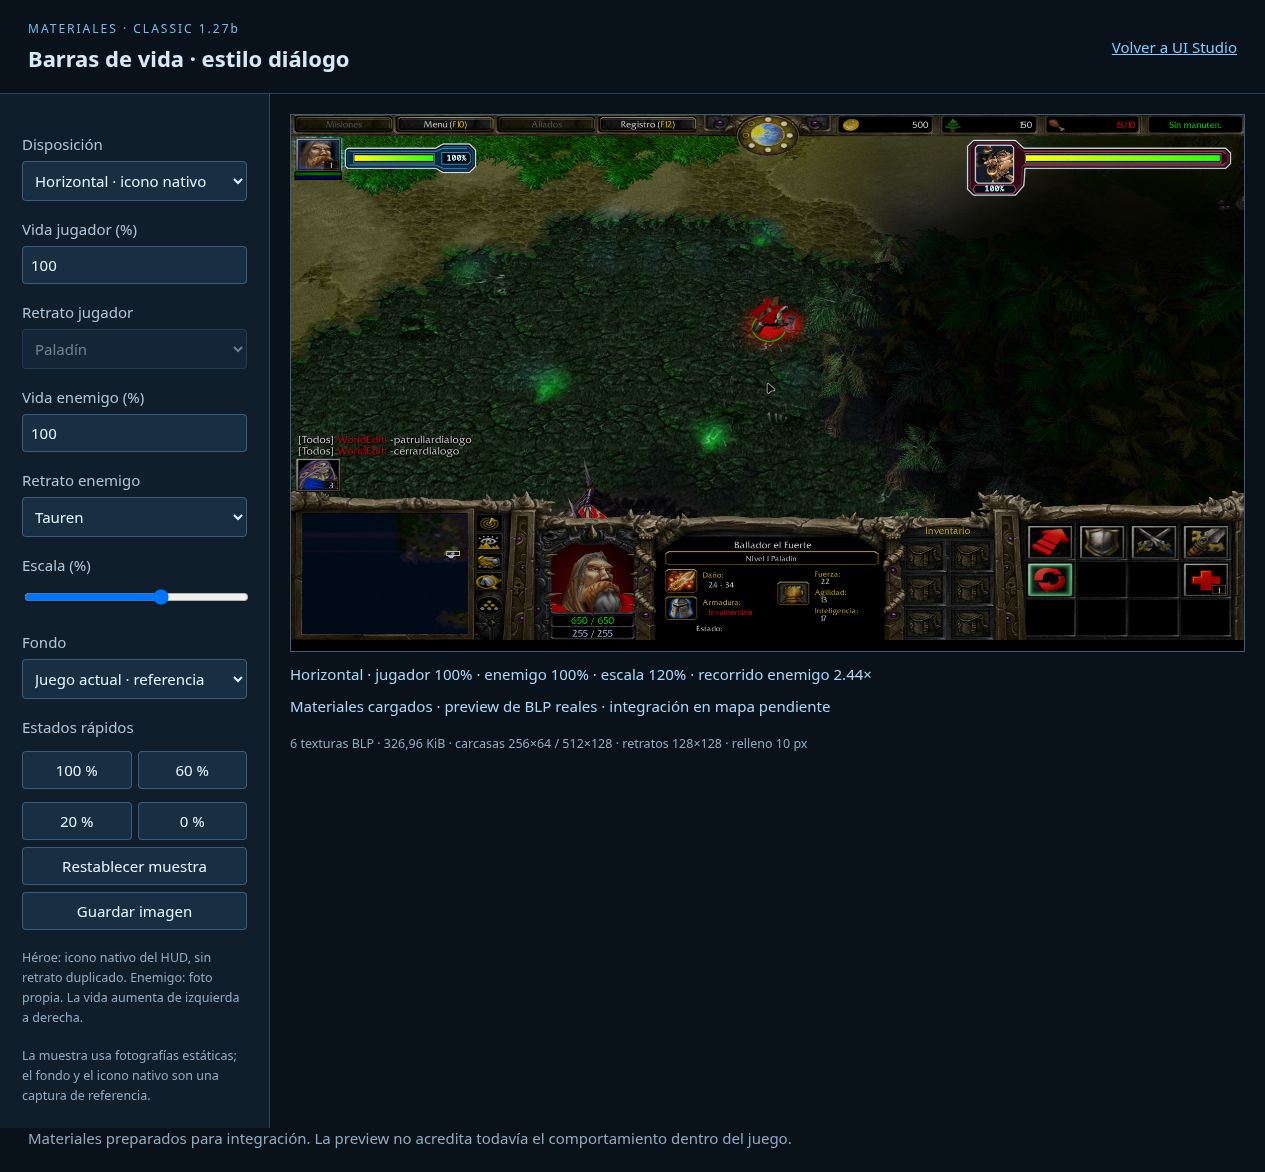 MATERIALES · CLASSIC 1.27b
Barras de vida · estilo diálogo
Volver a UI Studio
Disposición
Horizontal · icono nativo
Vida jugador (%)
100
Retrato jugador
Paladín
Vida enemigo (%)
100
Retrato enemigo
Tauren
Escala (%)
Fondo
Juego actual · referencia
Estados rápidos
100 %
60 %
20 %
0 %
Restablecer muestra
Guardar imagen
Héroe: icono nativo del HUD, sin
retrato duplicado. Enemigo: foto
propia. La vida aumenta de izquierda
a derecha.
La muestra usa fotografías estáticas;
el fondo y el icono nativo son una
captura de referencia.
Misiones
Menú (F10)
Aliados
Registro (F12)
500
150
15/10
Sin manuten.
1
100%
100%
[Todos] WorldEdit: -patrullardialogo
[Todos] WorldEdit: -cerrardialogo
3
650 / 650
255 / 255
Ballador el Fuerte
Nivel 1 Paladín
Daño:
24 - 34
Armadura:
Invulnerable
Fuerza:
22
Agilidad:
13
Inteligencia:
17
Estado:
Inventario
1
Horizontal · jugador 100% · enemigo 100% · escala 120% · recorrido enemigo 2.44×
Materiales cargados · preview de BLP reales · integración en mapa pendiente
6 texturas BLP · 326,96 KiB · carcasas 256×64 / 512×128 · retratos 128×128 · relleno 10 px
Materiales preparados para integración. La preview no acredita todavía el comportamiento dentro del juego.